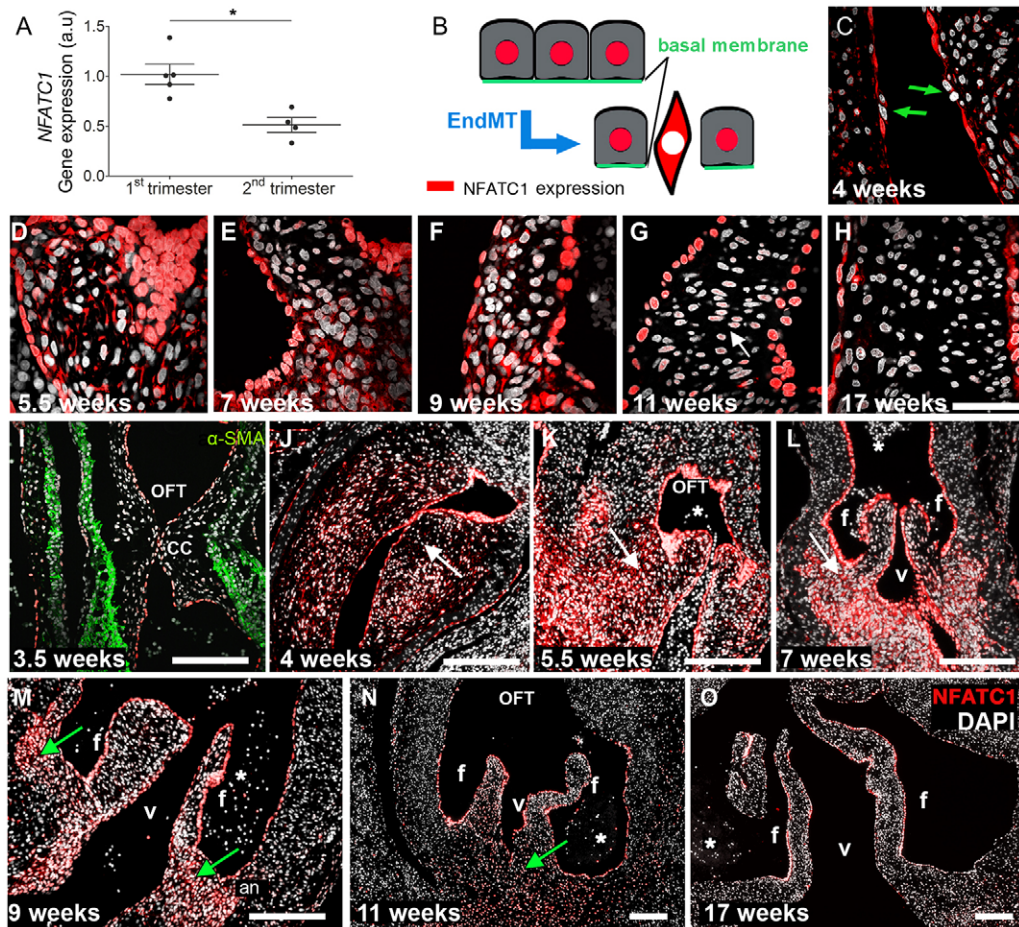 A
*
NFATC1
Gene expression (a.u)
1.5
1.0
0.5
0.0
1st trimester
2nd trimester
B
basal membrane
EndMT
NFATC1 expression
C
4 weeks
D
5.5 weeks
E
7 weeks
F
9 weeks
G
11 weeks
H
17 weeks
I
α-SMA
OFT
CC
3.5 weeks
J
4 weeks
K
OFT
*
5.5 weeks
L
*
f
f
v
7 weeks
M
f
v
*
f
an
9 weeks
N
OFT
f
f
v
*
11 weeks
O
NFATC1
DAPI
*
f
v
f
17 weeks